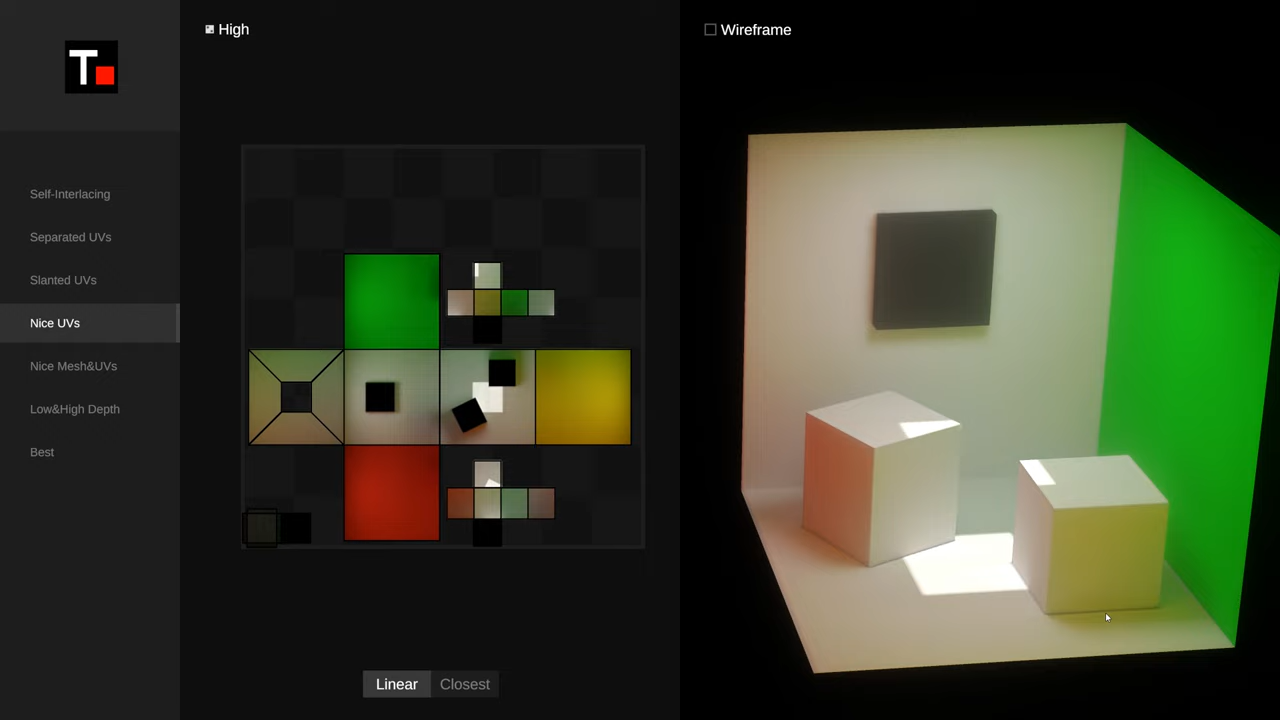 T
Self-Interlacing
Separated UVs
Slanted UVs
Nice UVs
Nice Mesh&UVs
Low&High Depth
Best
High
Linear
Closest
Wireframe